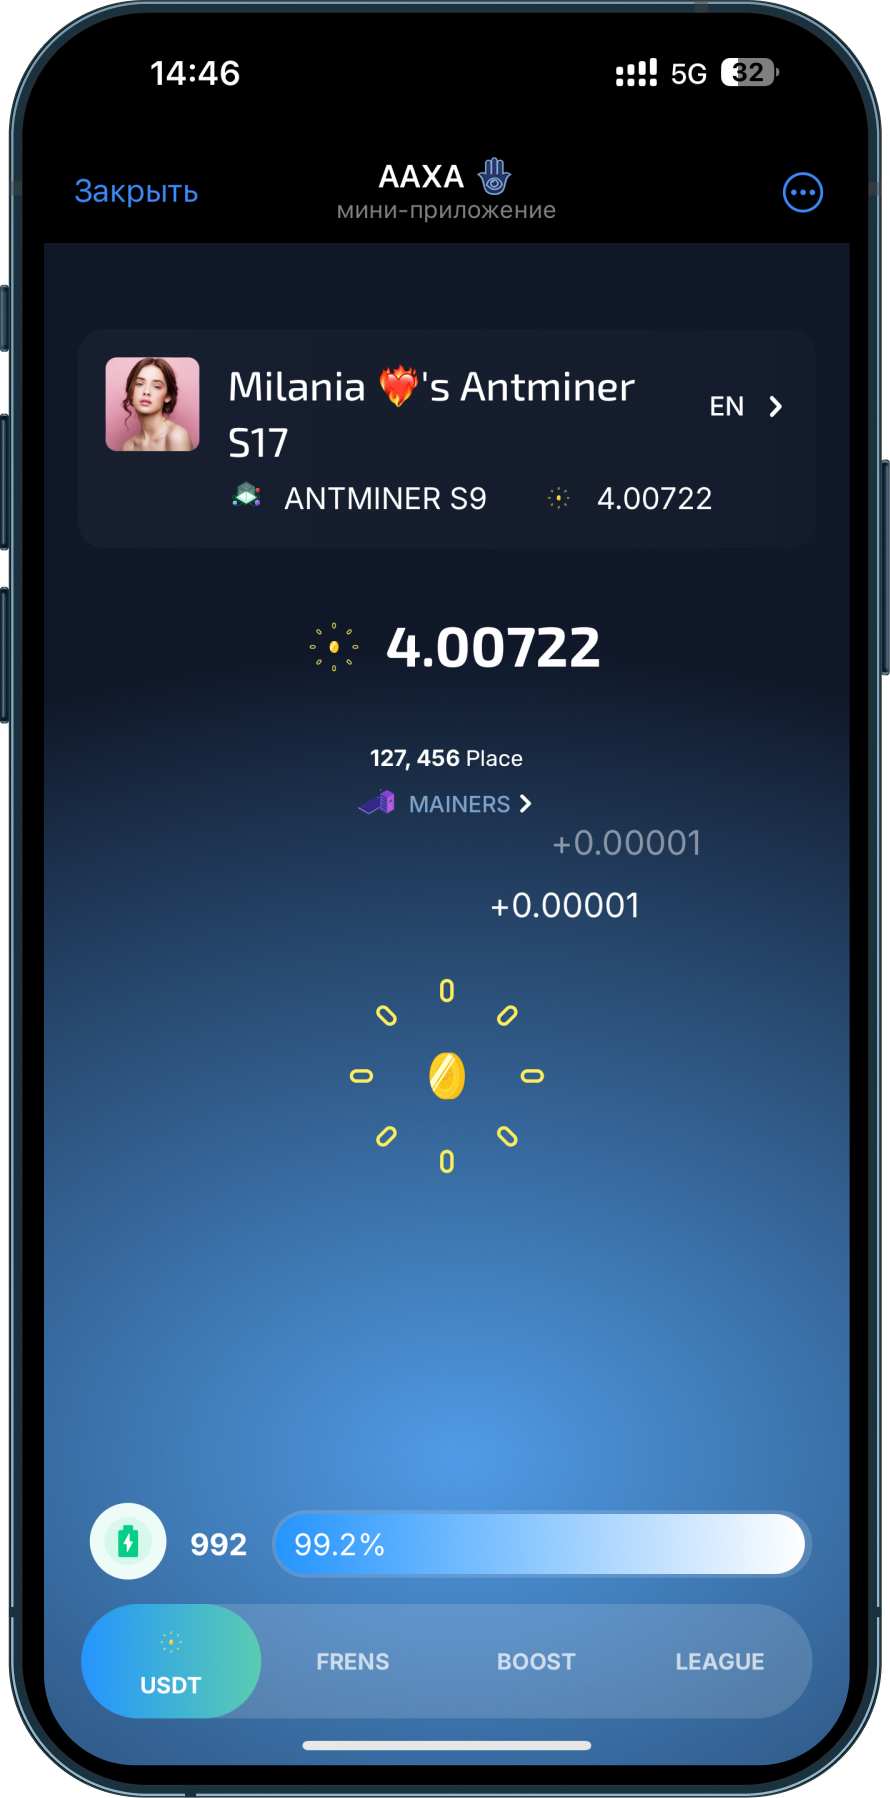 14:46
5G 32
Закрыть
AAXA
мини-приложение
Milania ❤️‍🔥's Antminer
S17
EN
ANTMINER S9 4.00722
4.00722
127, 456 Place
MAINERS
+0.00001
+0.00001
992 99.2%
USDT FRENS BOOST LEAGUE